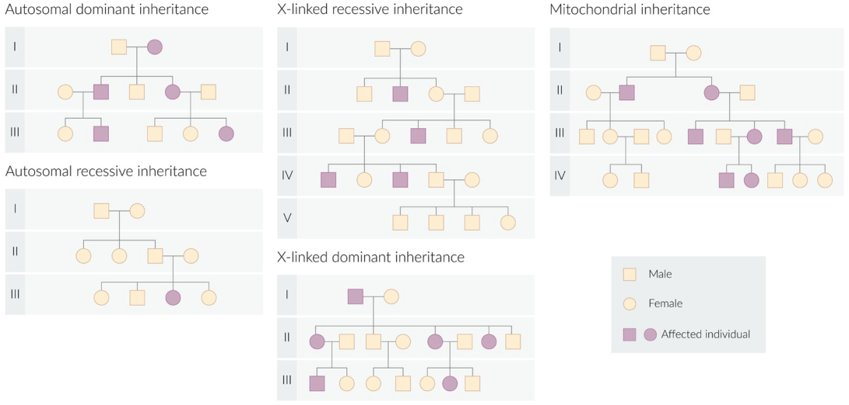 Autosomal dominant inheritance
I
II
III
Autosomal recessive inheritance
I
II
III
X-linked recessive inheritance
I
II
III
IV
V
X-linked dominant inheritance
I
II
III
Mitochondrial inheritance
I
II
III
IV
Male
Female
Affected individual